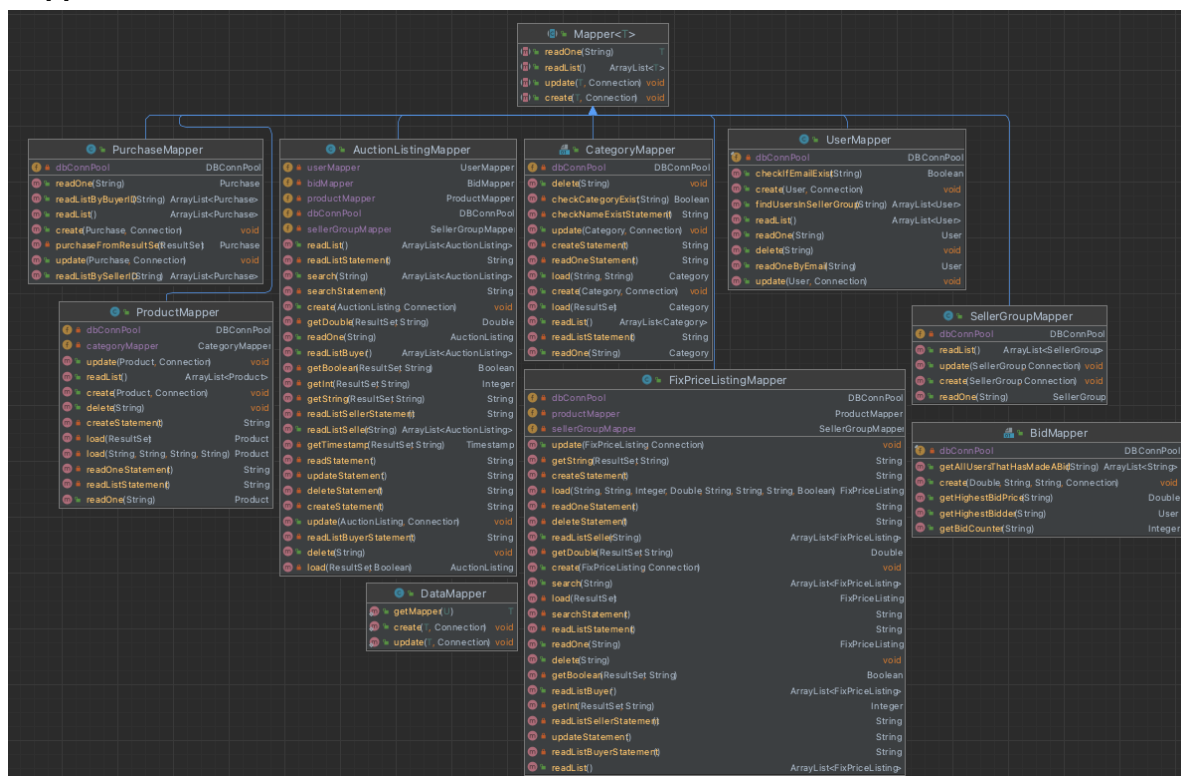 Mapper<T>
readOne(String) T
readList() ArrayList<T>
update(T, Connection) void
create(T, Connection) void
PurchaseMapper
dbConnPool DBConnPool
readOne(String) Purchase
readListByBuyerID(String) ArrayList<Purchase>
readList() ArrayList<Purchase>
create(Purchase, Connection) void
purchaseFromResultSet(ResultSet) Purchase
update(Purchase, Connection) void
readListBySellerID(String) ArrayList<Purchase>
AuctionListingMapper
userMapper UserMapper
bidMapper BidMapper
productMapper ProductMapper
dbConnPool DBConnPool
sellerGroupMapper SellerGroupMapper
readList() ArrayList<AuctionListing>
readListStatement() String
search(String) ArrayList<AuctionListing>
searchStatement() String
create(AuctionListing, Connection) void
getDouble(ResultSet, String) Double
readOne(String) AuctionListing
readListBuyer() ArrayList<AuctionListing>
getBoolean(ResultSet, String) Boolean
getInt(ResultSet, String) Integer
getString(ResultSet, String) String
readListSellerStatement() String
readListSeller(String) ArrayList<AuctionListing>
getTimestamp(ResultSet, String) Timestamp
readStatement() String
updateStatement() String
deleteStatement() String
createStatement() String
update(AuctionListing, Connection) void
readListBuyerStatement() String
delete(String) void
load(ResultSet, Boolean) AuctionListing
CategoryMapper
dbConnPool DBConnPool
delete(String) void
checkCategoryExist(String) Boolean
checkNameExistStatement() String
update(Category, Connection) void
createStatement() String
readOneStatement() String
load(String, String) Category
create(Category, Connection) void
load(ResultSet) Category
readList() ArrayList<Category>
readListStatement() String
readOne(String) Category
UserMapper
dbConnPool DBConnPool
checkIfEmailExist(String) Boolean
create(User, Connection) void
findUsersInSellerGroup(String) ArrayList<User>
readList() ArrayList<User>
readOne(String) User
delete(String) void
readOneByEmail(String) User
update(User, Connection) void
ProductMapper
dbConnPool DBConnPool
categoryMapper CategoryMapper
update(Product, Connection) void
readList() ArrayList<Product>
create(Product, Connection) void
delete(String) void
createStatement() String
load(ResultSet) Product
load(String, String, String, String) Product
readOneStatement() String
readListStatement() String
readOne(String) Product
SellerGroupMapper
dbConnPool DBConnPool
readList() ArrayList<SellerGroup>
update(SellerGroup, Connection) void
create(SellerGroup, Connection) void
readOne(String) SellerGroup
FixPriceListingMapper
dbConnPool DBConnPool
productMapper ProductMapper
sellerGroupMapper SellerGroupMapper
update(FixPriceListing, Connection) void
getString(ResultSet, String) String
createStatement() String
load(String, String, Integer, Double, String, String, String, Boolean) FixPriceListing
readOneStatement() String
deleteStatement() String
readListSeller(String) ArrayList<FixPriceListing>
getDouble(ResultSet, String) Double
create(FixPriceListing, Connection) void
search(String) ArrayList<FixPriceListing>
load(ResultSet) FixPriceListing
searchStatement() String
readListStatement() String
readOne(String) FixPriceListing
delete(String) void
getBoolean(ResultSet, String) Boolean
readListBuyer() ArrayList<FixPriceListing>
getInt(ResultSet, String) Integer
readListSellerStatement() String
updateStatement() String
readListBuyerStatement() String
readList() ArrayList<FixPriceListing>
BidMapper
dbConnPool DBConnPool
getAllUsersThatHasMadeABid(String) ArrayList<String>
create(Double, String, String, Connection) void
getHighestBidPrice(String) Double
getHighestBidder(String) User
getBidCounter(String) Integer
DataMapper
getMapper(U) T
create(T, Connection) void
update(T, Connection) void